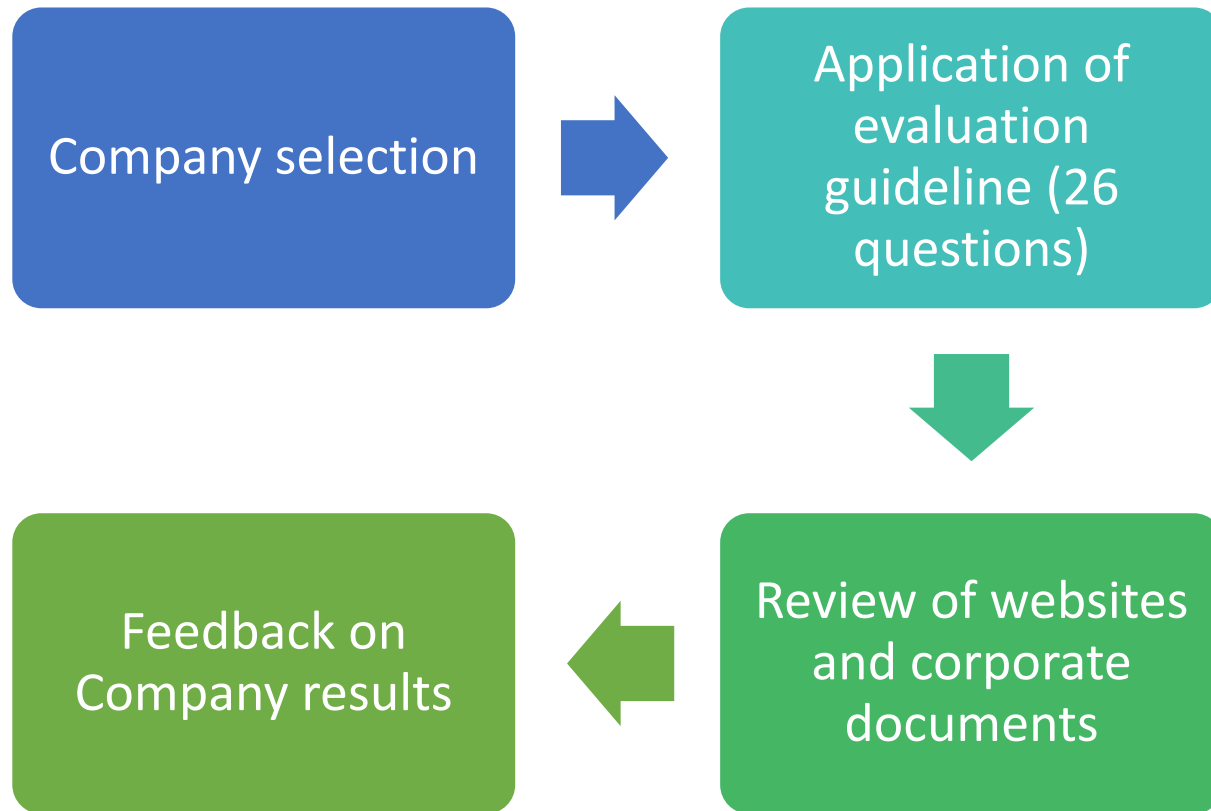 Company selection
Application of
evaluation
guideline (26
questions)
Review of websites
and corporate
documents
Feedback on
Company results